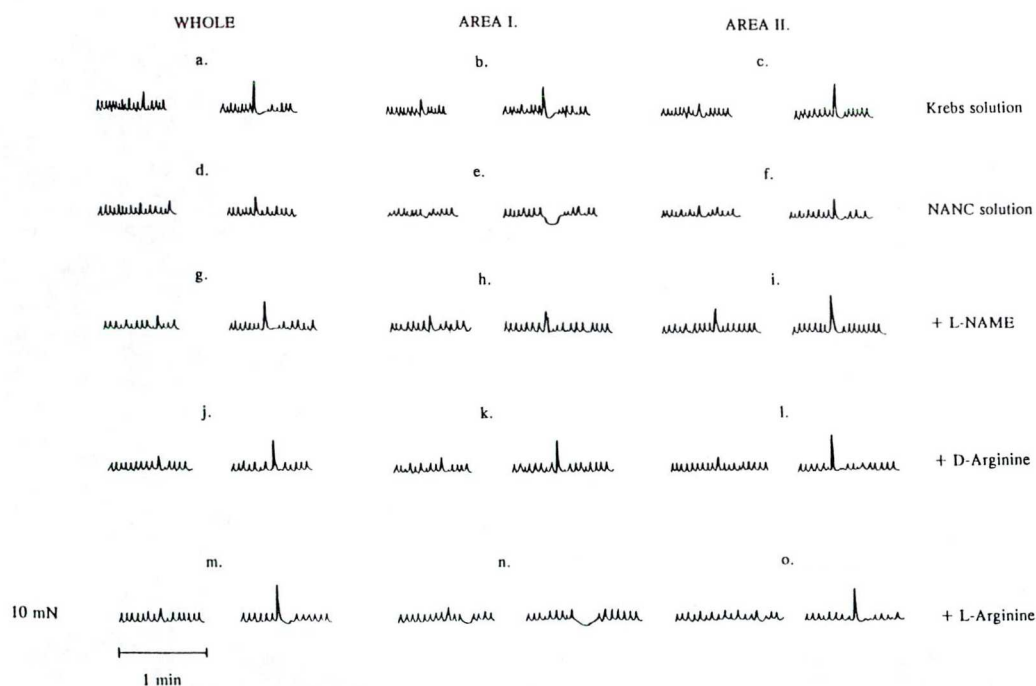 WHOLE AREA I. AREA II.
a. b. c.
Krebs solution
d. e. f.
NANC solution
g. h. i.
+ L-NAME
j. k. l.
+ D-Arginine
m. n. o.
10 mN + L-Arginine
1 min